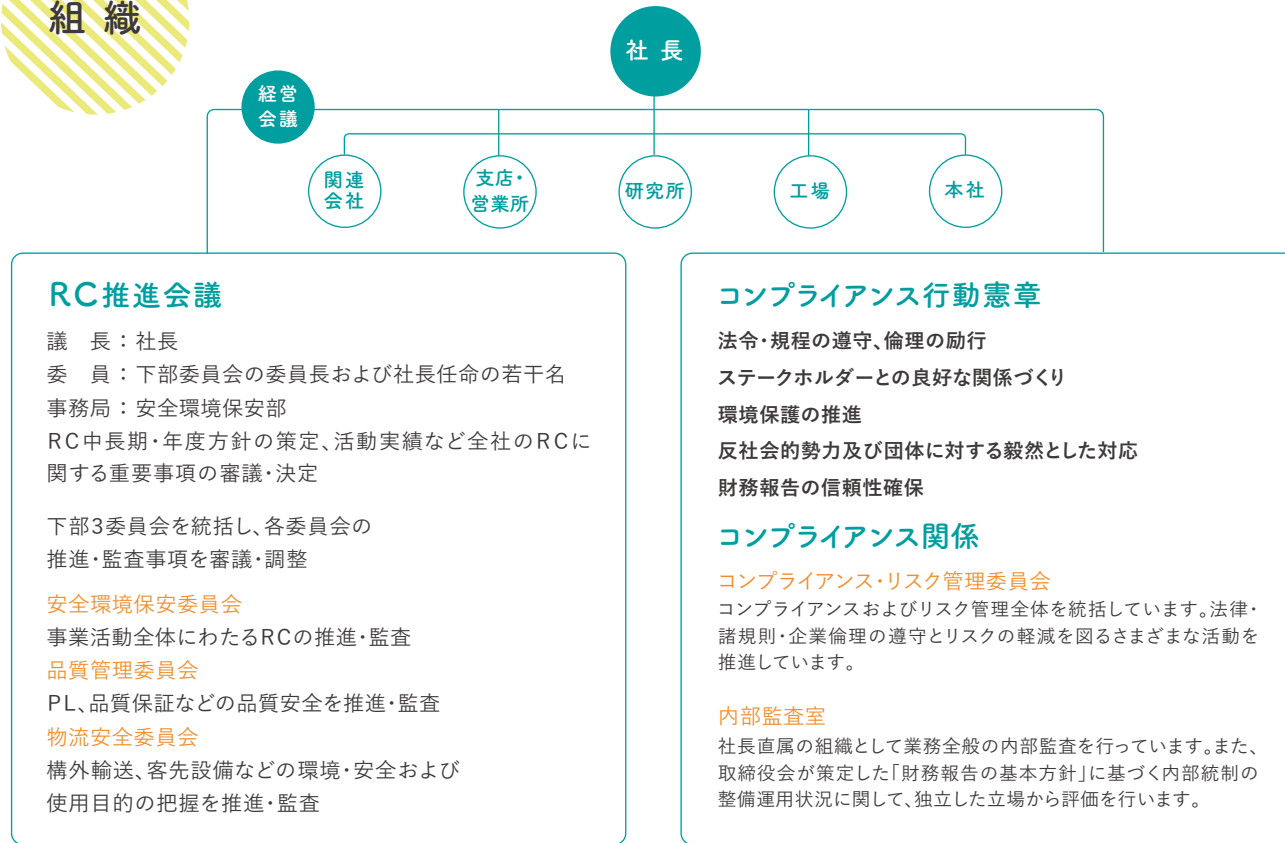 組 織
社 長
経営
会議
関連
会社
支店・
営業所
研究所
工場
本社
RC推進会議
議　長：社長
委　員：下部委員会の委員長および社長任命の若干名
事務局：安全環境保安部
RC中長期・年度方針の策定、活動実績など全社のRCに
関する重要事項の審議・決定
下部3委員会を統括し、各委員会の
推進・監査事項を審議・調整
安全環境保安委員会
事業活動全体にわたるRCの推進・監査
品質管理委員会
PL、品質保証などの品質安全を推進・監査
物流安全委員会
構外輸送、客先設備などの環境・安全および
使用目的の把握を推進・監査
コンプライアンス行動憲章
法令・規程の遵守、倫理の励行
ステークホルダーとの良好な関係づくり
環境保護の推進
反社会的勢力及び団体に対する毅然とした対応
財務報告の信頼性確保
コンプライアンス関係
コンプライアンス・リスク管理委員会
コンプライアンスおよびリスク管理全体を統括しています。法律・
諸規則・企業倫理の遵守とリスクの軽減を図るさまざまな活動を
推進しています。
内部監査室
社長直属の組織として業務全般の内部監査を行っています。また、
取締役会が策定した「財務報告の基本方針」に基づく内部統制の
整備運用状況に関して、独立した立場から評価を行います。